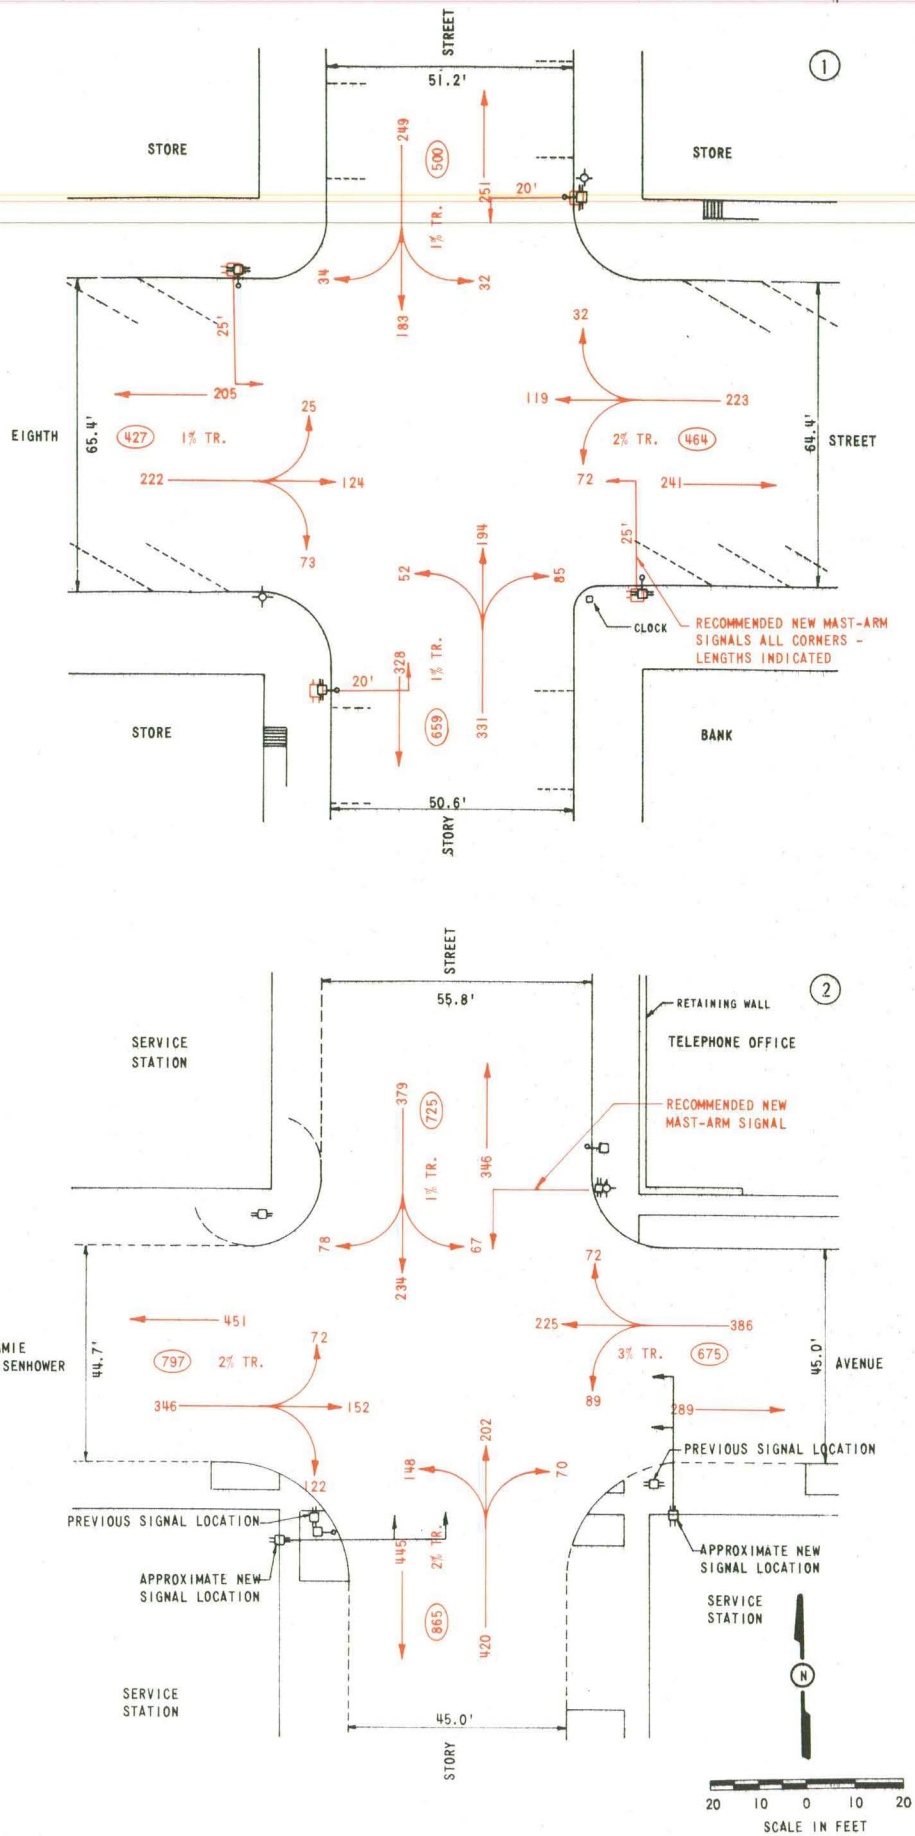 STREET
1
51.2'
STORE
STORE
249
500
251
20'
1% TR.
34
32
183
25'
32
205
25
119
223
EIGHTH
65.4'
427
1% TR.
2% TR.
464
64.4'
STREET
222
124
72
241
194
25'
73
52
85
CLOCK
RECOMMENDED NEW MAST-ARM
SIGNALS ALL CORNERS -
LENGTHS INDICATED
328
1% TR.
20'
659
331
STORE
BANK
50.6'
STORY
STREET
2
55.8'
RETAINING WALL
SERVICE
STATION
TELEPHONE OFFICE
379
725
RECOMMENDED NEW
MAST-ARM SIGNAL
346
1% TR.
78
67
72
234
451
72
225
386
MIE
SENHOWER
44.7'
797
2% TR.
3% TR.
675
45.0'
AVENUE
346
152
89
289
202
PREVIOUS SIGNAL LOCATION
148
70
122
PREVIOUS SIGNAL LOCATION
445
2% TR.
APPROXIMATE NEW
SIGNAL LOCATION
APPROXIMATE NEW
SIGNAL LOCATION
865
420
SERVICE
STATION
N
SERVICE
STATION
45.0'
STORY
20 10 0 10 20
SCALE IN FEET